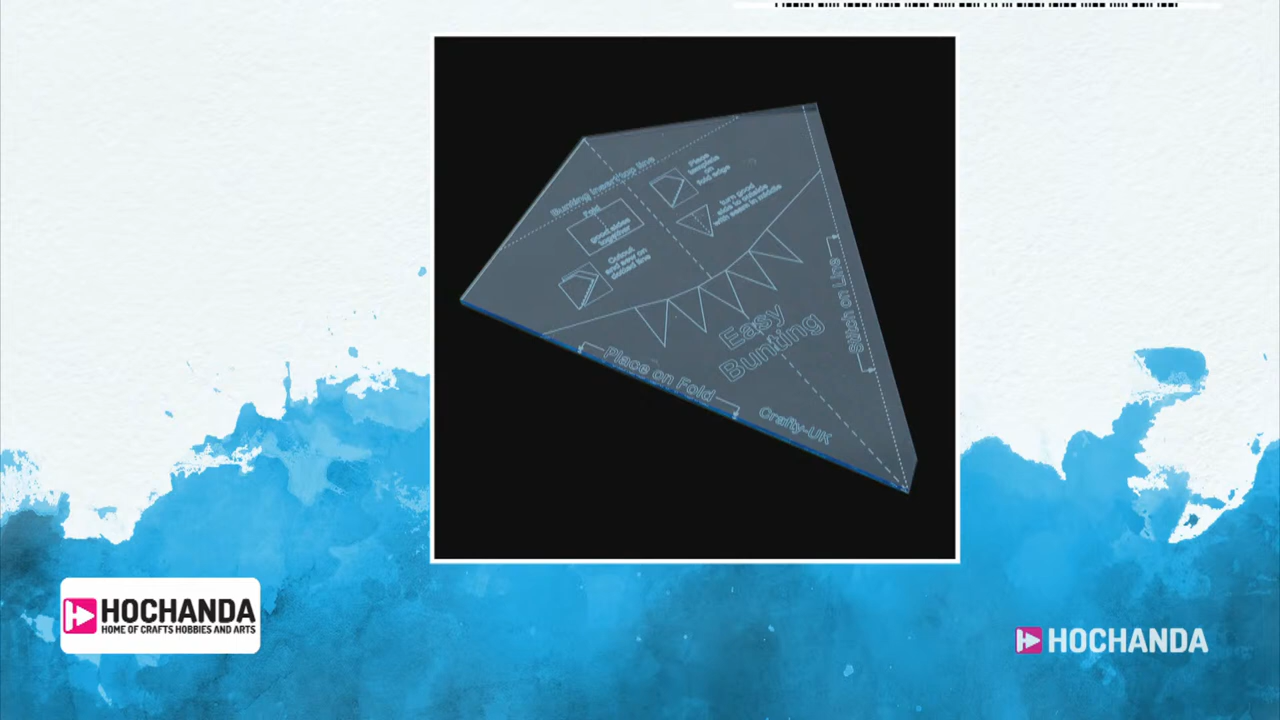 Bunting insertion line
Place
template
on
fold edge
Fold
good sides
together
turn good
side to outside
with seam in middle
Cutout
and sew on
dotted line
Stitch on Line
Easy
Bunting
Place on Fold
Crafty-UK
HOCHANDA
HOME OF CRAFTS HOBBIES AND ARTS
HOCHANDA